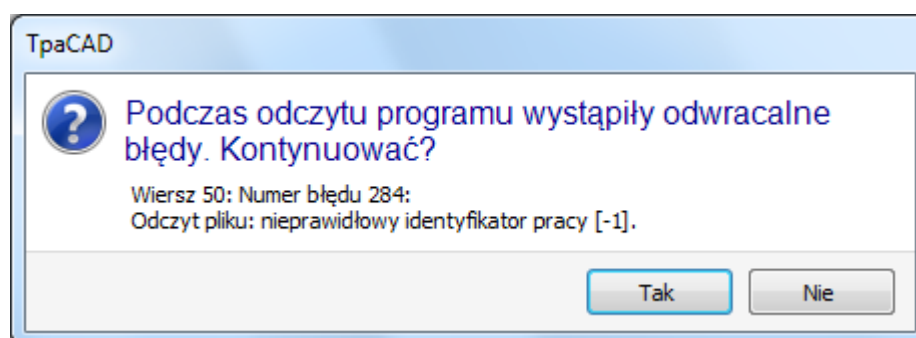 TpaCAD
Podczas odczytu programu wystąpiły odwracalne
błędy. Kontynuować?
Wiersz 50: Numer błędu 284:
Odczyt pliku: nieprawidłowy identyfikator pracy [-1].
Tak
Nie